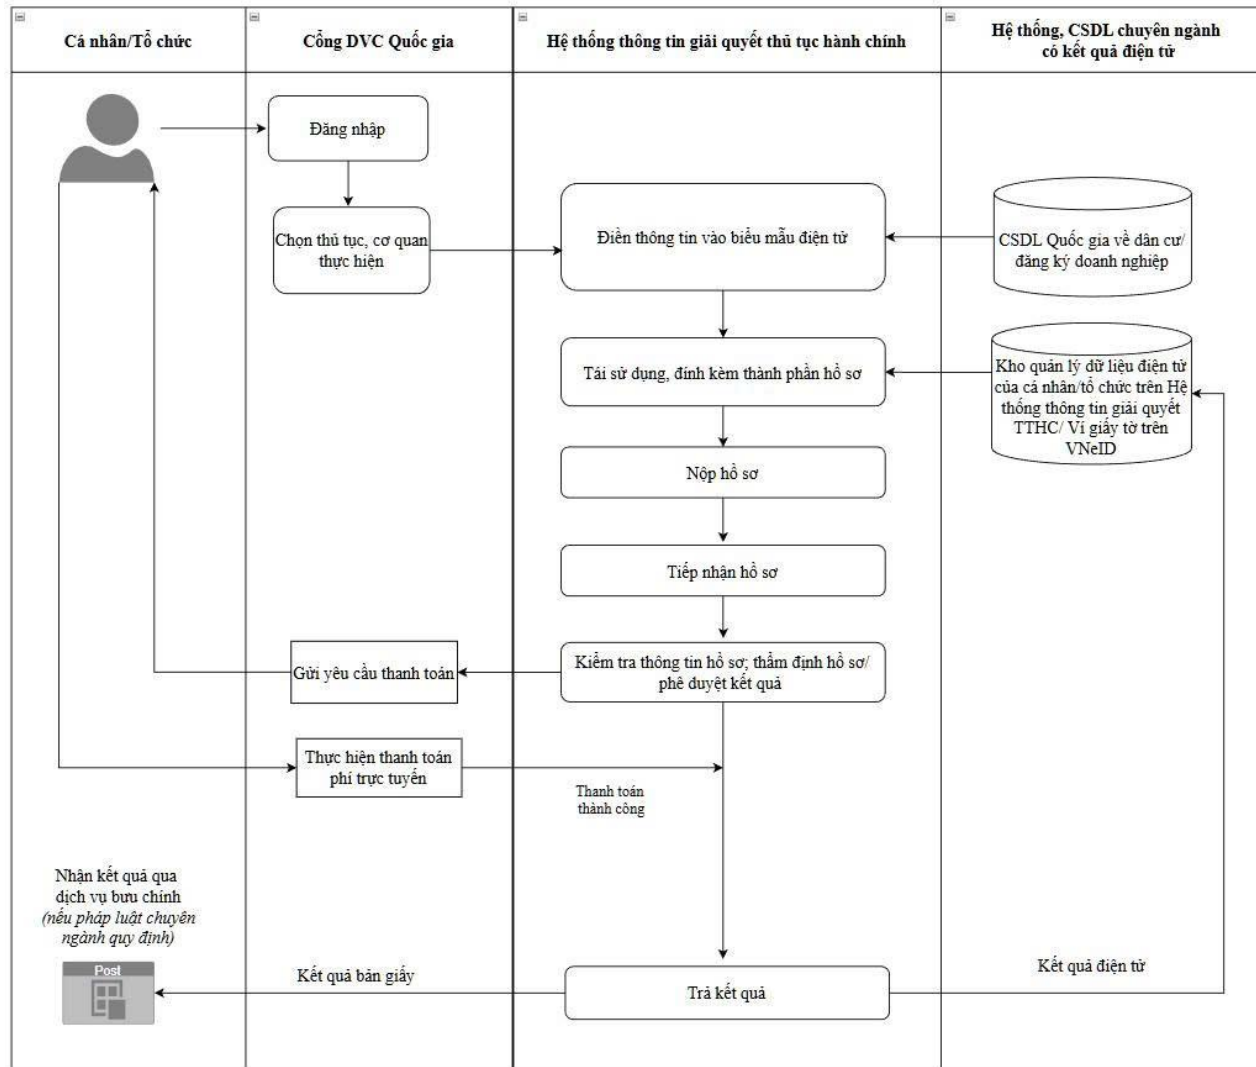 Cá nhân/Tổ chức
Cổng DVC Quốc gia
Hệ thống thông tin giải quyết thủ tục hành chính
Hệ thống, CSDL chuyên ngành
có kết quả điện tử
Đăng nhập
Chọn thủ tục, cơ quan
thực hiện
Điền thông tin vào biểu mẫu điện tử
CSDL Quốc gia về dân cư/
đăng ký doanh nghiệp
Tái sử dụng, đính kèm thành phần hồ sơ
Kho quản lý dữ liệu điện tử
của cá nhân/tổ chức trên Hệ
thống thông tin giải quyết
TTHC/ Ví giấy tờ trên
VNeID
Nộp hồ sơ
Tiếp nhận hồ sơ
Kiểm tra thông tin hồ sơ; thẩm định hồ sơ/
phê duyệt kết quả
Gửi yêu cầu thanh toán
Thực hiện thanh toán
phí trực tuyến
Thanh toán
thành công
Nhận kết quả qua
dịch vụ bưu chính
(nếu pháp luật chuyên
ngành quy định)
Post
Kết quả bản giấy
Trả kết quả
Kết quả điện tử